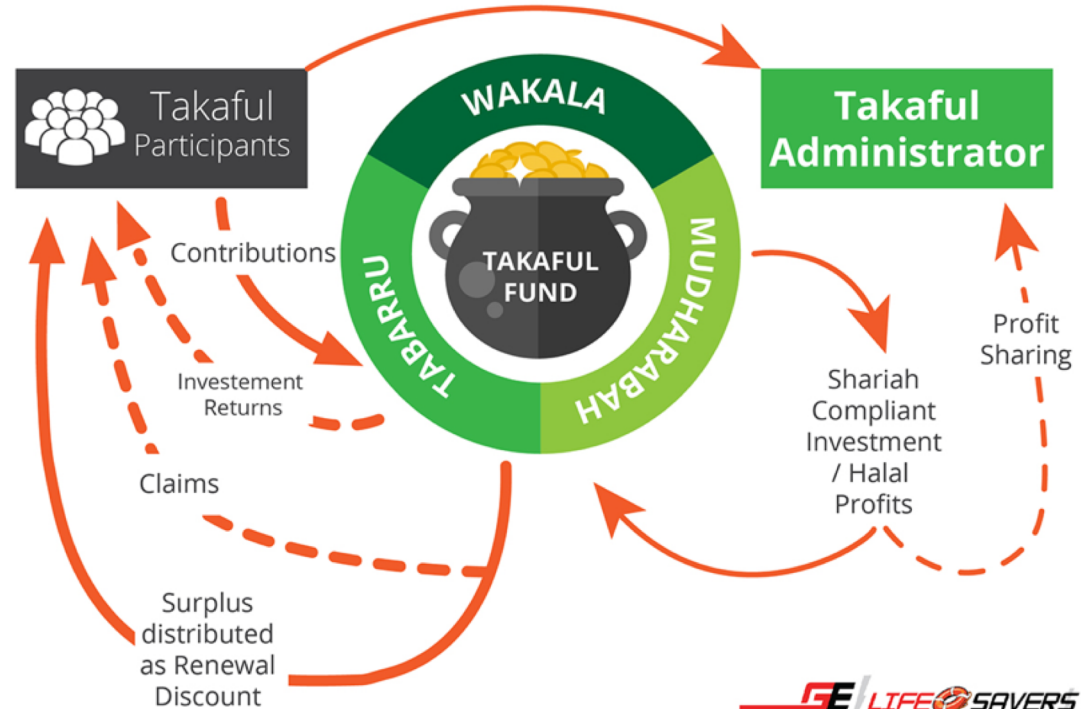 WAKALA
Takaful
Participants
Takaful
Administrator
Contributions
TAKAFUL
FUND
MUDHARABAH
TABARRU
Investement
Returns
Profit
Sharing
Shariah
Compliant
Investment
/ Halal
Profits
Claims
Surplus
distributed
as Renewal
Discount
GE LIFE SAVERS